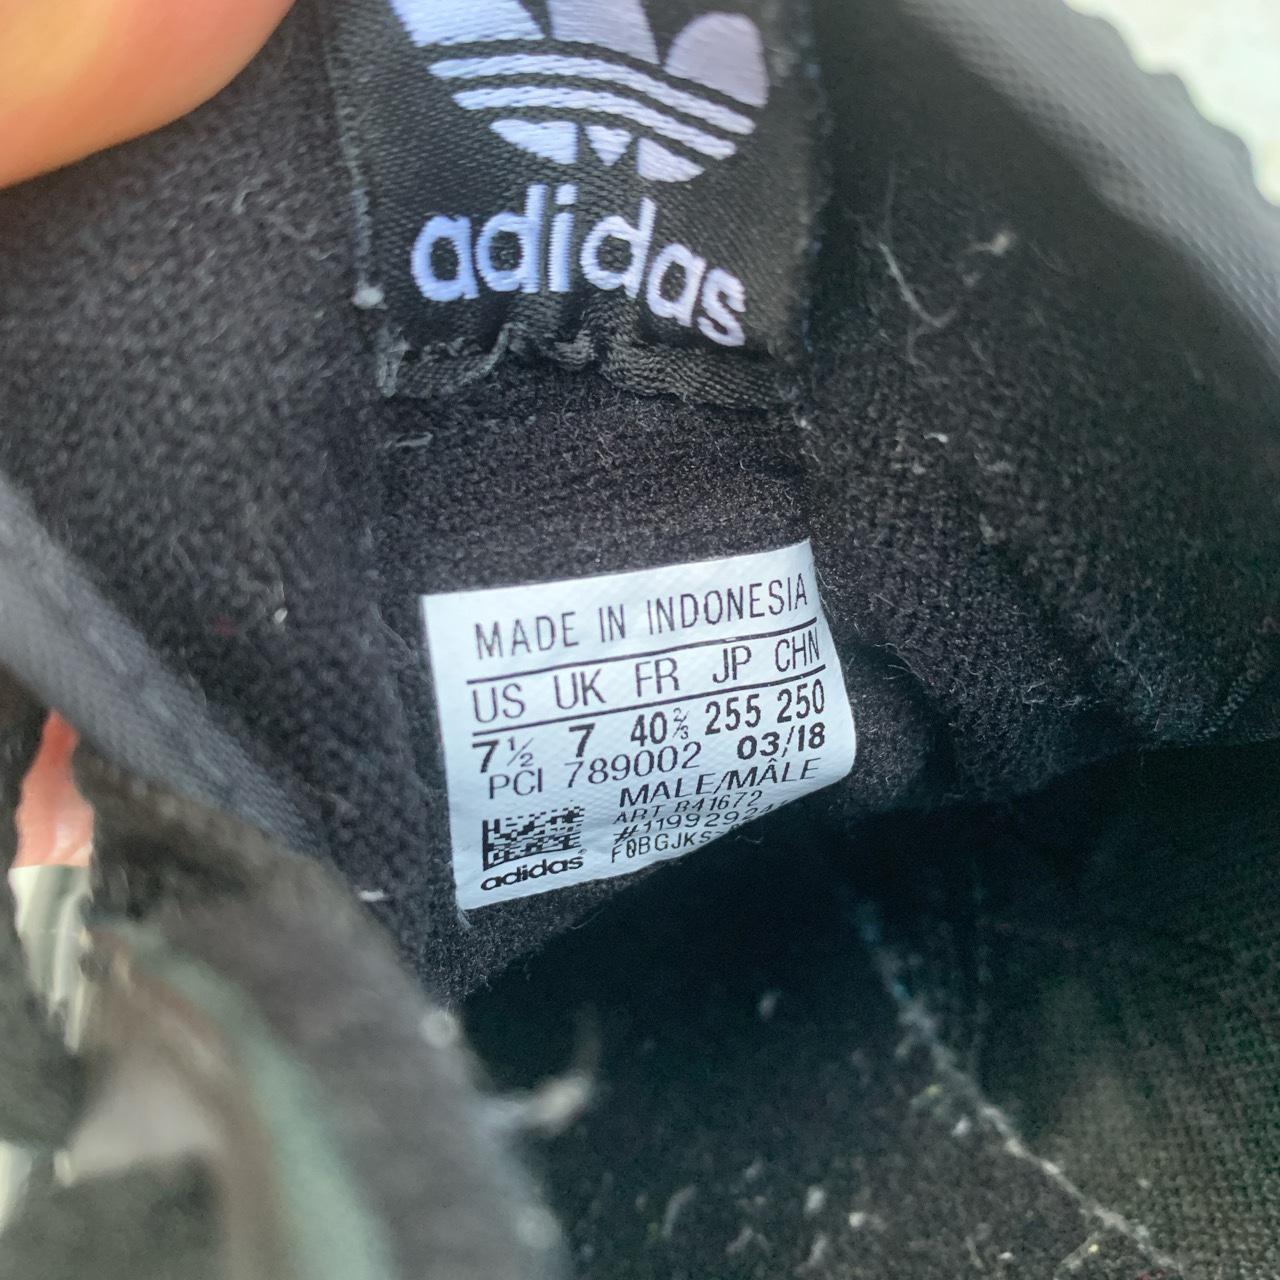 adidas
MADE IN INDONESIA
US UK FR JP CHN
7½ 7 40⅔ 255 250
PCI 789002 03/18
MALE/MÂLE
ART B41672
adidas